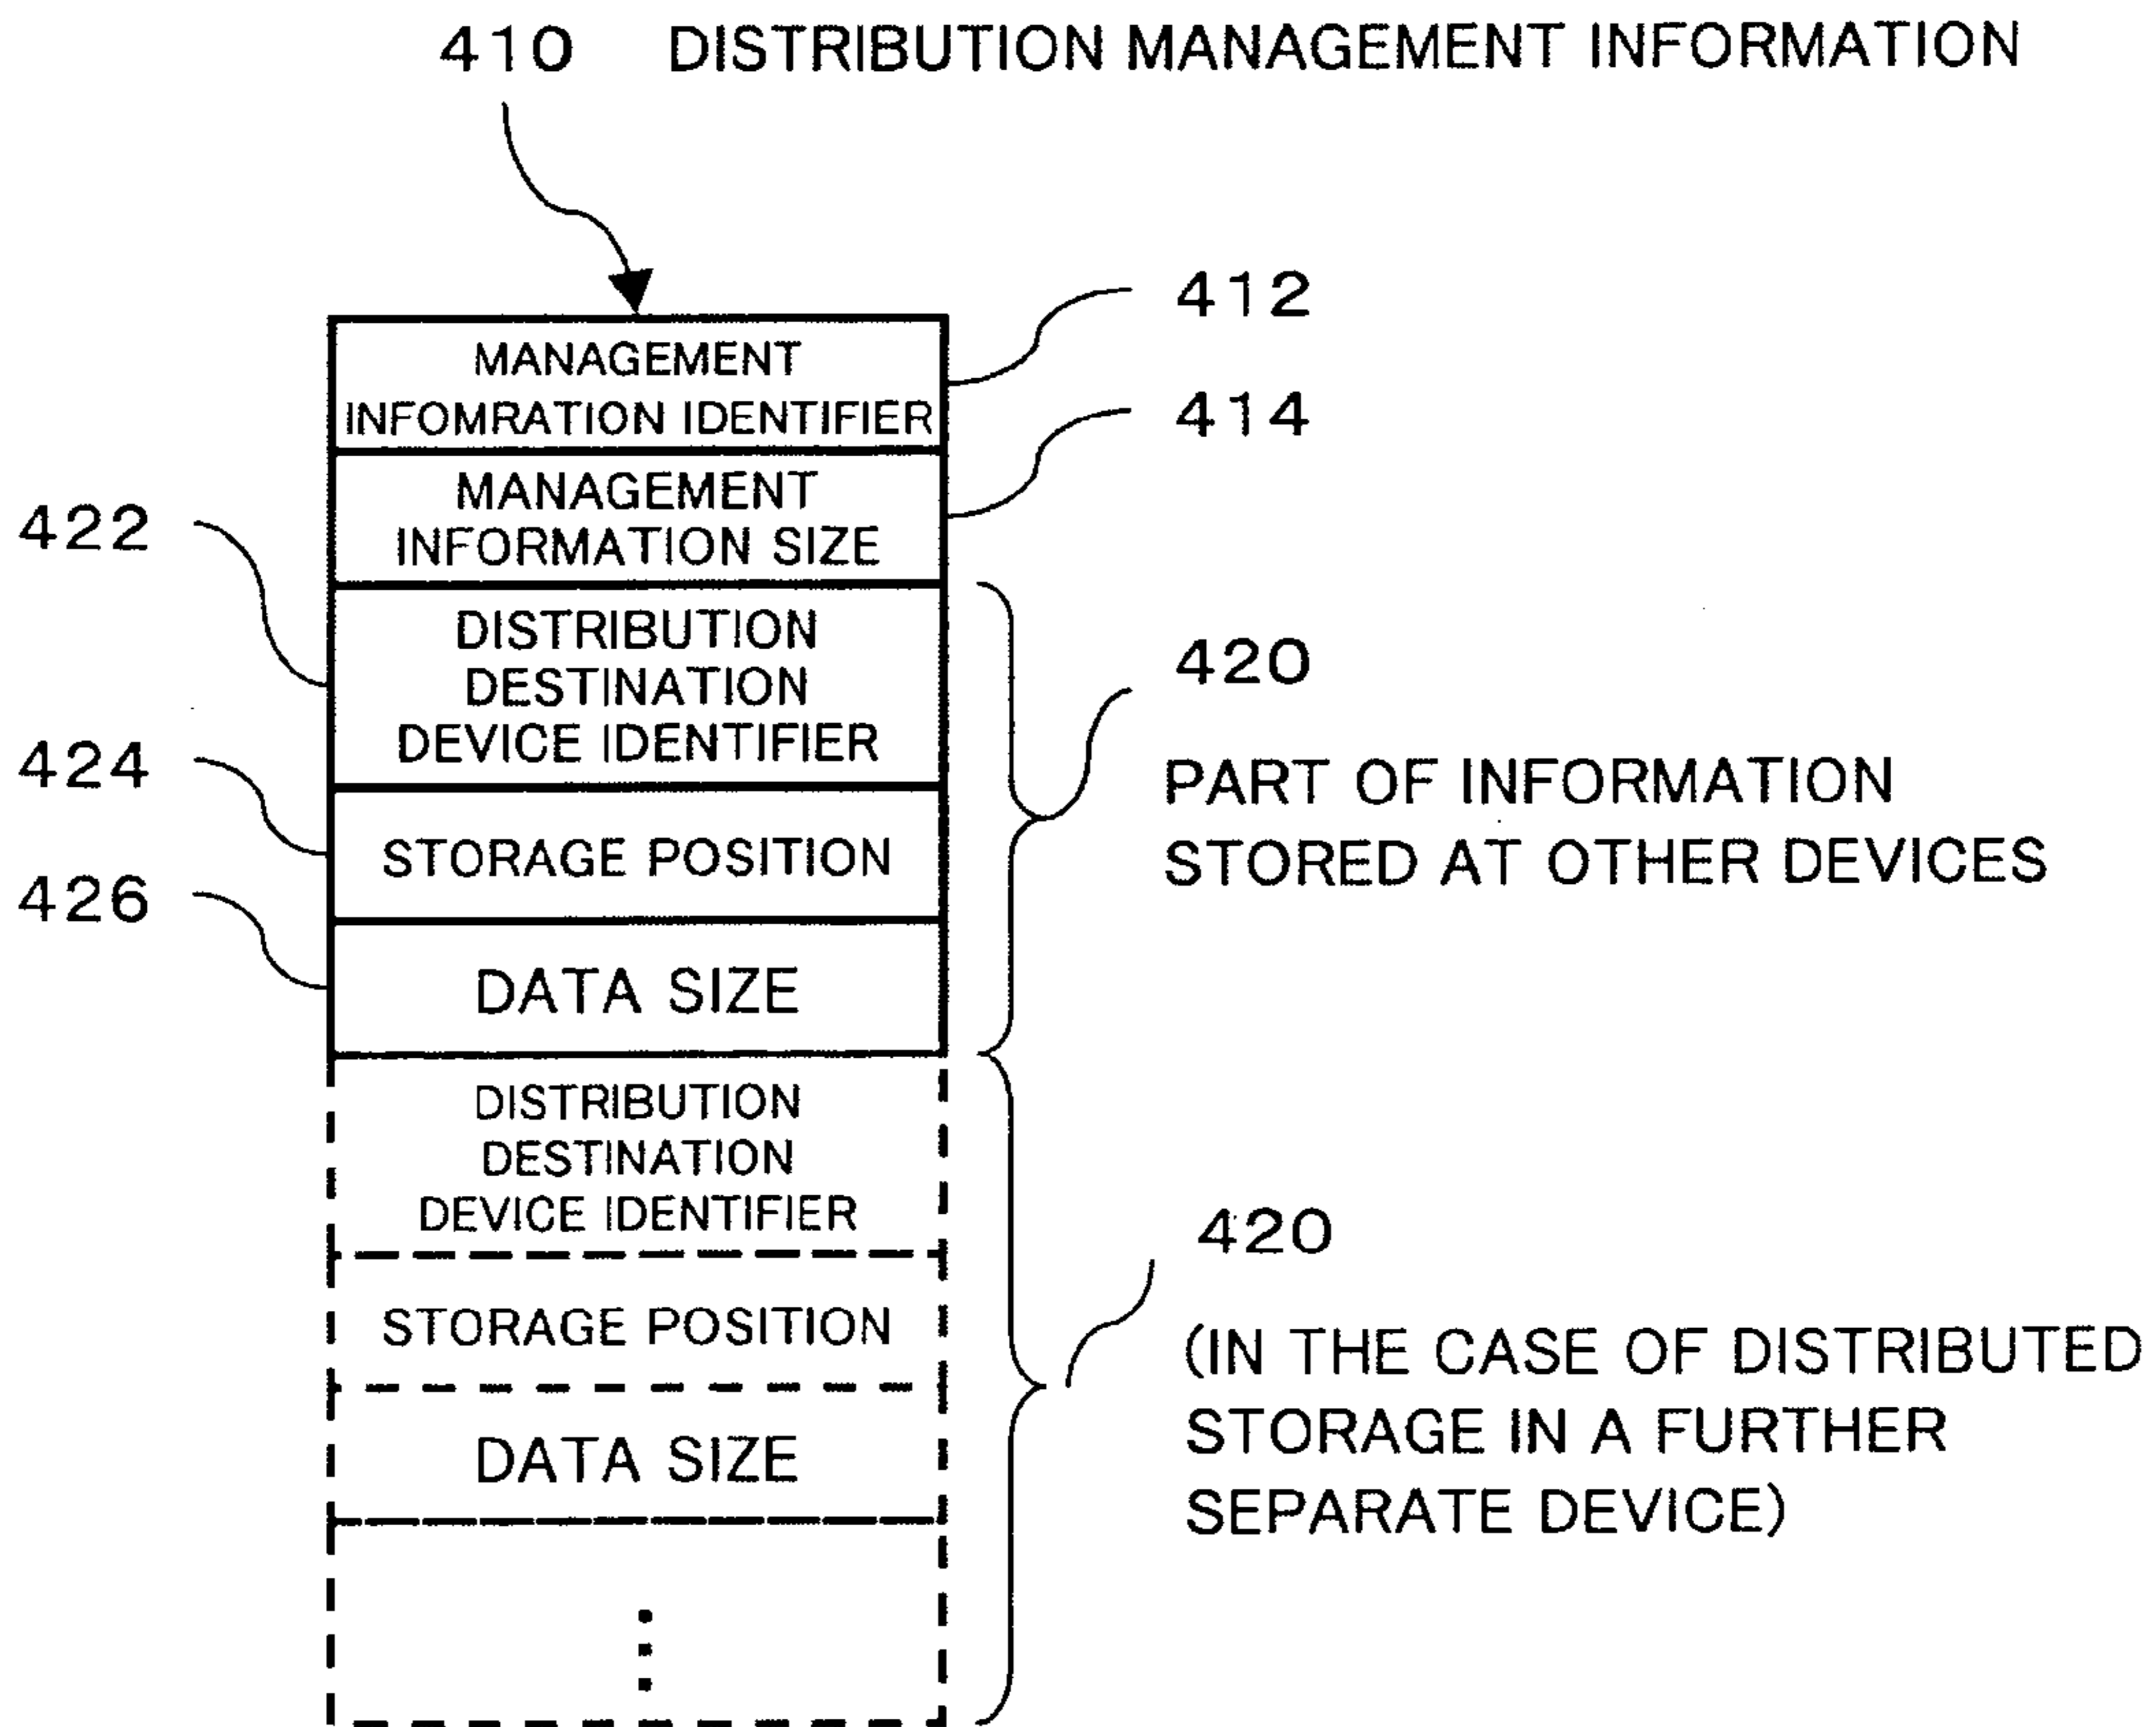 410 DISTRIBUTION MANAGEMENT INFORMATION
412
MANAGEMENT
INFOMRATION IDENTIFIER
414
MANAGEMENT
INFORMATION SIZE
422
DISTRIBUTION
DESTINATION
DEVICE IDENTIFIER
420
PART OF INFORMATION
STORED AT OTHER DEVICES
424
STORAGE POSITION
426
DATA SIZE
DISTRIBUTION
DESTINATION
DEVICE IDENTIFIER
420
(IN THE CASE OF DISTRIBUTED
STORAGE IN A FURTHER
SEPARATE DEVICE)
STORAGE POSITION
DATA SIZE